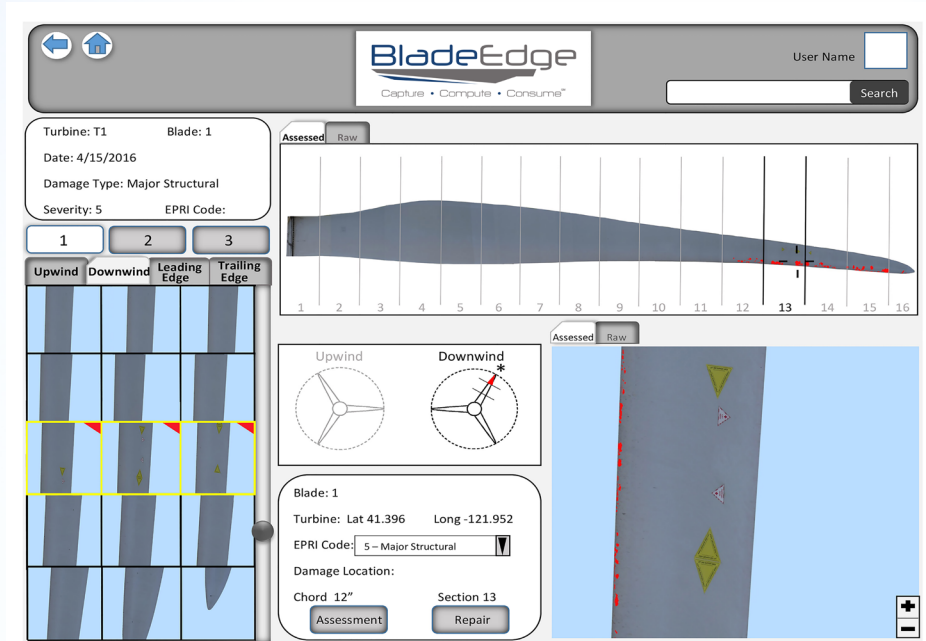 BladeEdge
Capture • Compute • Consume™
User Name
Search
Turbine: T1 Blade: 1
Date: 4/15/2016
Damage Type: Major Structural
Severity: 5 EPRI Code:
1 2 3
Upwind Downwind Leading Edge Trailing Edge
Assessed Raw
1 2 3 4 5 6 7 8 9 10 11 12 13 14 15 16
Upwind Downwind
*
Assessed Raw
Blade: 1
Turbine: Lat 41.396 Long -121.952
EPRI Code: 5 – Major Structural
Damage Location:
Chord 12” Section 13
Assessment Repair
+
−